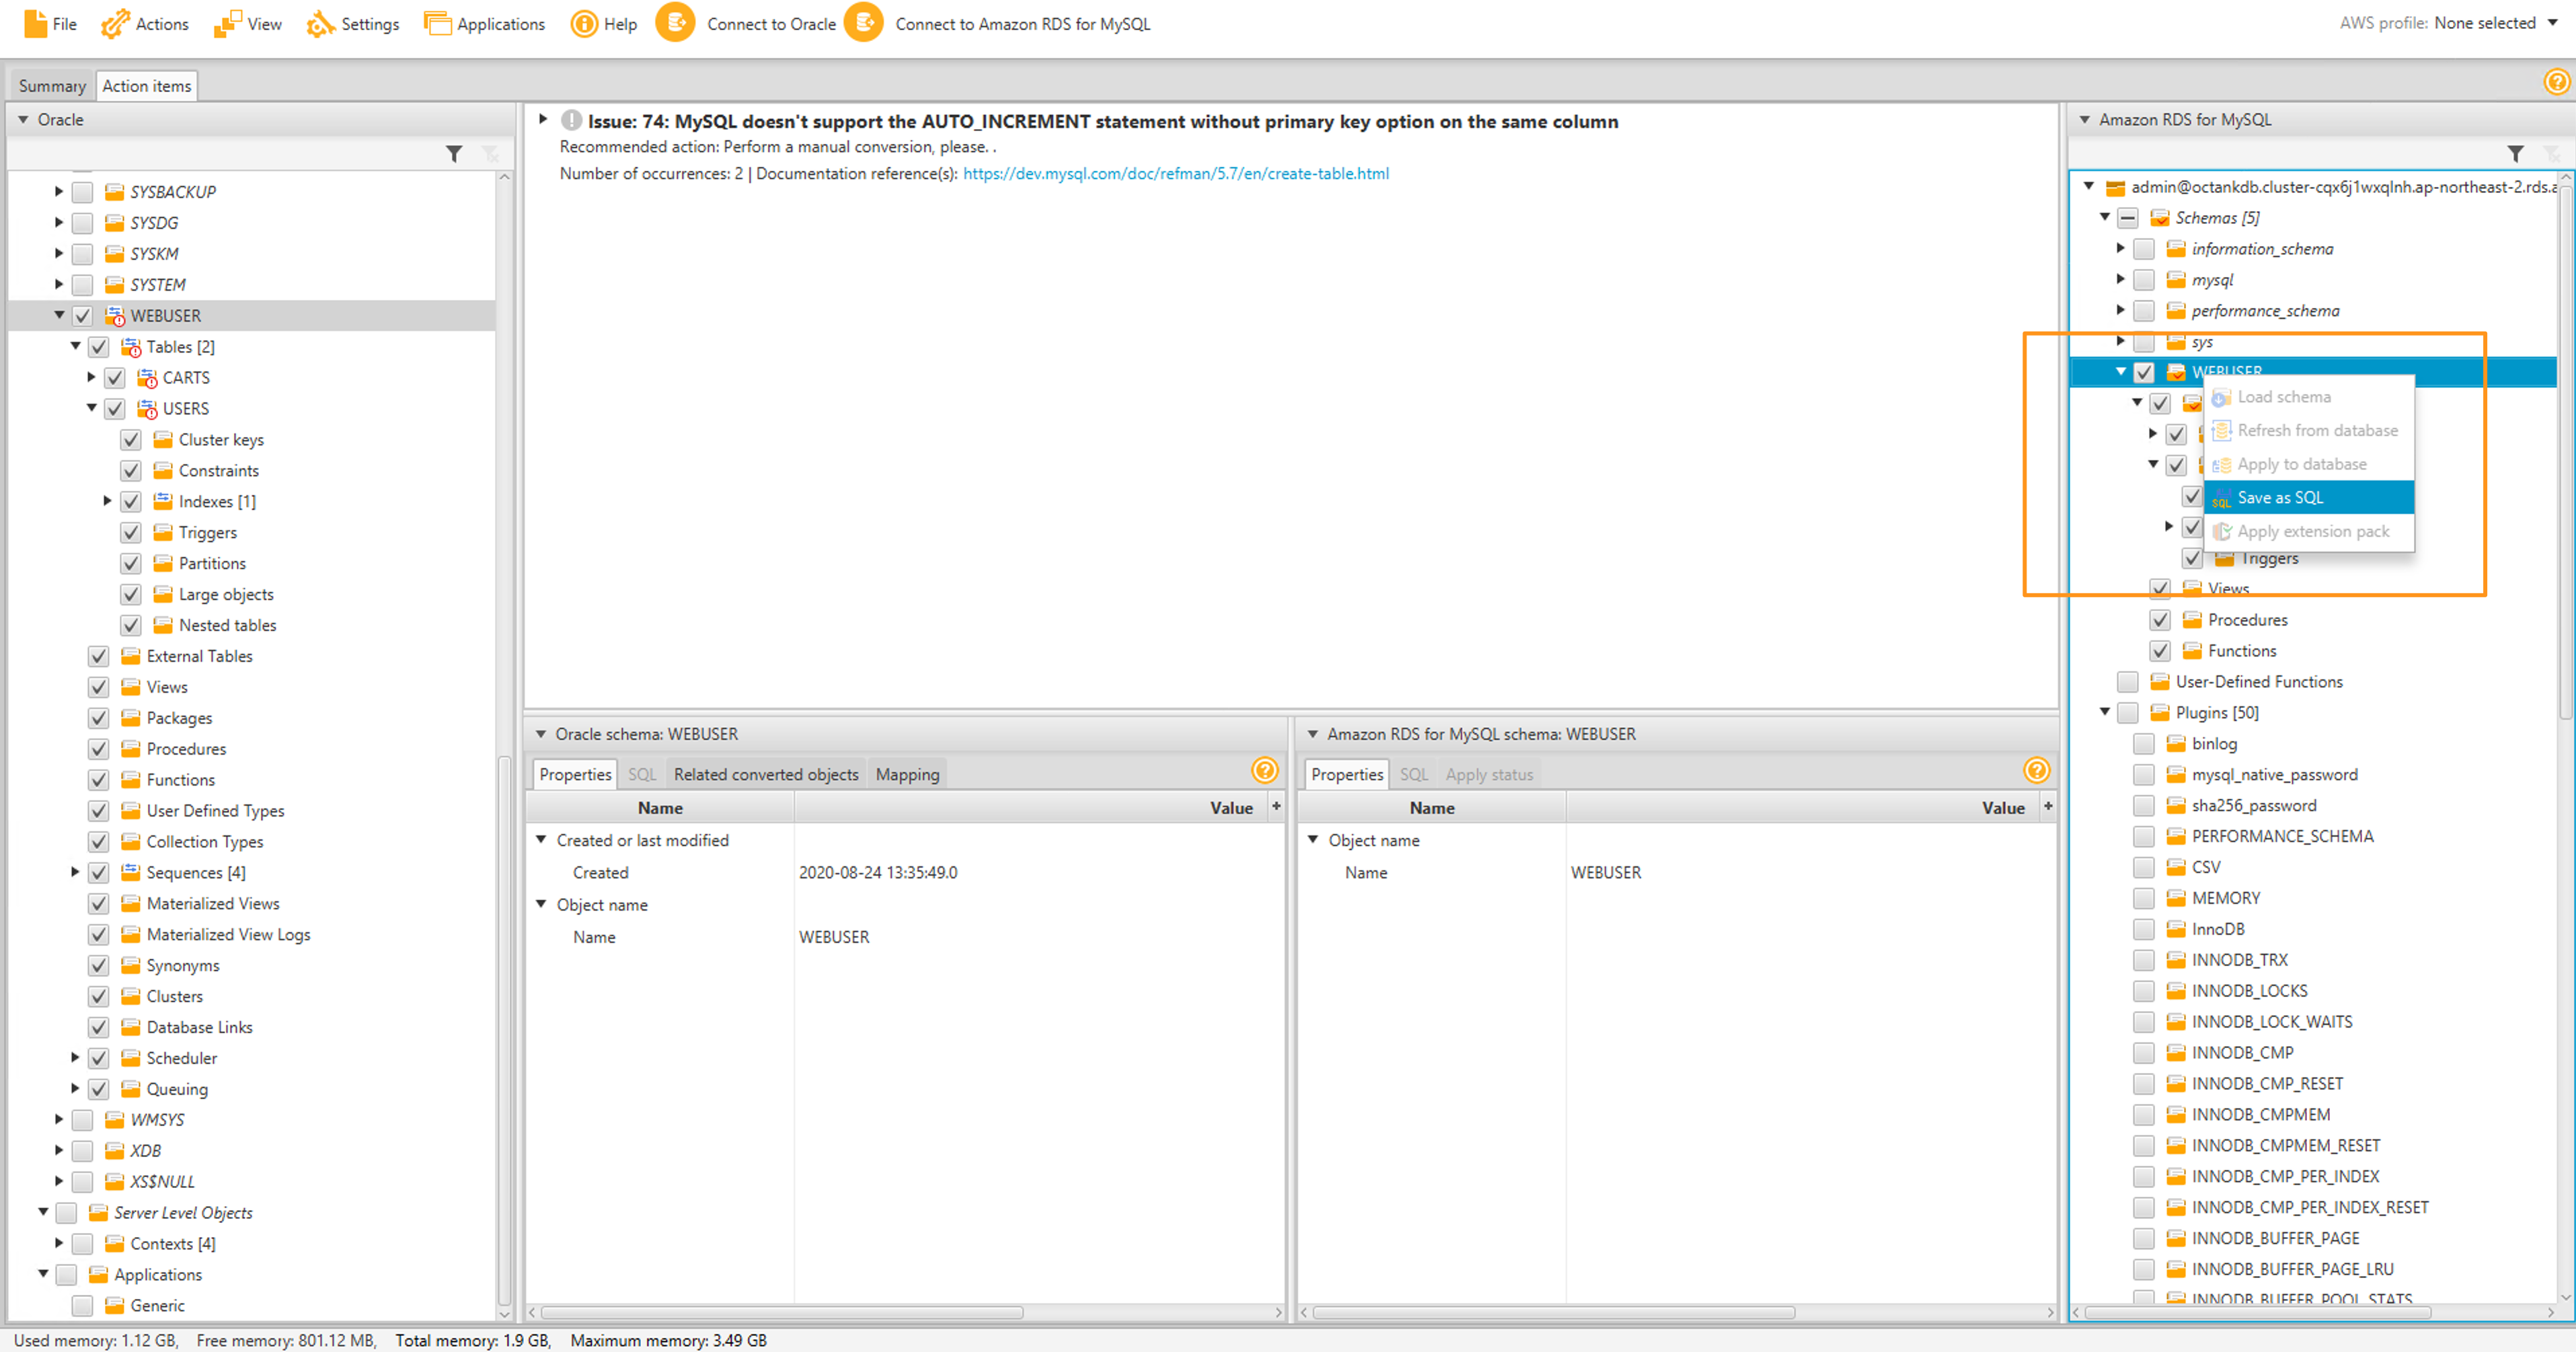 File Actions View Settings Applications Help Connect to Oracle Connect to Amazon RDS for MySQL AWS profile: None selected
Summary Action items
Oracle
SYSBACKUP
SYSDG
SYSKM
SYSTEM
WEBUSER
Tables [2]
CARTS
USERS
Cluster keys
Constraints
Indexes [1]
Triggers
Partitions
Large objects
Nested tables
External Tables
Views
Packages
Procedures
Functions
User Defined Types
Collection Types
Sequences [4]
Materialized Views
Materialized View Logs
Synonyms
Clusters
Database Links
Scheduler
Queuing
WMSYS
XDB
XS$NULL
Server Level Objects
Contexts [4]
Applications
Generic
Issue: 74: MySQL doesn't support the AUTO_INCREMENT statement without primary key option on the same column
Recommended action: Perform a manual conversion, please. .
Number of occurrences: 2 | Documentation reference(s): https://dev.mysql.com/doc/refman/5.7/en/create-table.html
Oracle schema: WEBUSER
Properties SQL Related converted objects Mapping
Name Value +
Created or last modified
Created 2020-08-24 13:35:49.0
Object name
Name WEBUSER
Amazon RDS for MySQL schema: WEBUSER
Properties SQL Apply status
Name Value +
Object name
Name WEBUSER
Amazon RDS for MySQL
admin@octankdb.cluster-cqx6j1wxqlnh.ap-northeast-2.rds.a
Schemas [5]
information_schema
mysql
performance_schema
sys
WEBUSER
Load schema
Refresh from database
Apply to database
SQL Save as SQL
Apply extension pack
Triggers
Views
Procedures
Functions
User-Defined Functions
Plugins [50]
binlog
mysql_native_password
sha256_password
PERFORMANCE_SCHEMA
CSV
MEMORY
InnoDB
INNODB_TRX
INNODB_LOCKS
INNODB_LOCK_WAITS
INNODB_CMP
INNODB_CMP_RESET
INNODB_CMPMEM
INNODB_CMPMEM_RESET
INNODB_CMP_PER_INDEX
INNODB_CMP_PER_INDEX_RESET
INNODB_BUFFER_PAGE
INNODB_BUFFER_PAGE_LRU
INNODB_BUFFER_POOL_STATS
Used memory: 1.12 GB, Free memory: 801.12 MB, Total memory: 1.9 GB, Maximum memory: 3.49 GB